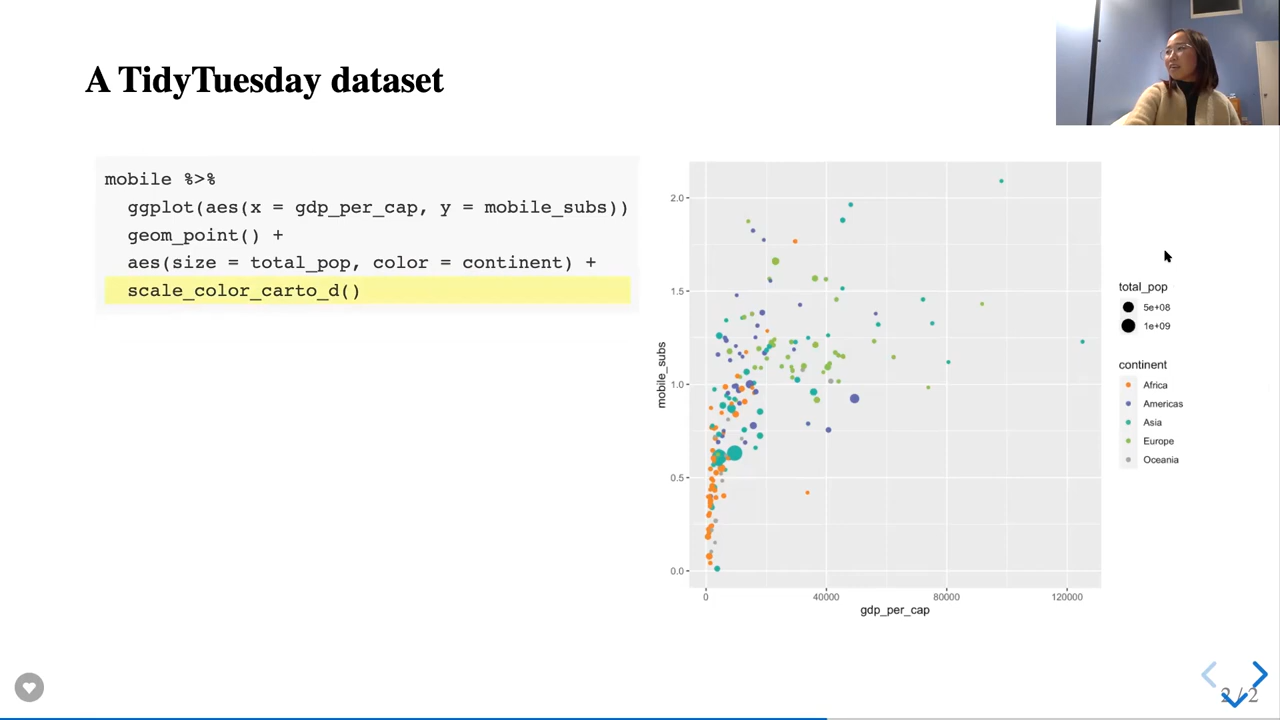 A TidyTuesday dataset
mobile %>%
ggplot(aes(x = gdp_per_cap, y = mobile_subs))
geom_point() +
aes(size = total_pop, color = continent) +
scale_color_carto_d()
2.0
1.5
1.0
0.5
0.0
mobile_subs
0
40000
80000
120000
gdp_per_cap
total_pop
5e+08
1e+09
continent
Africa
Americas
Asia
Europe
Oceania
2 / 2